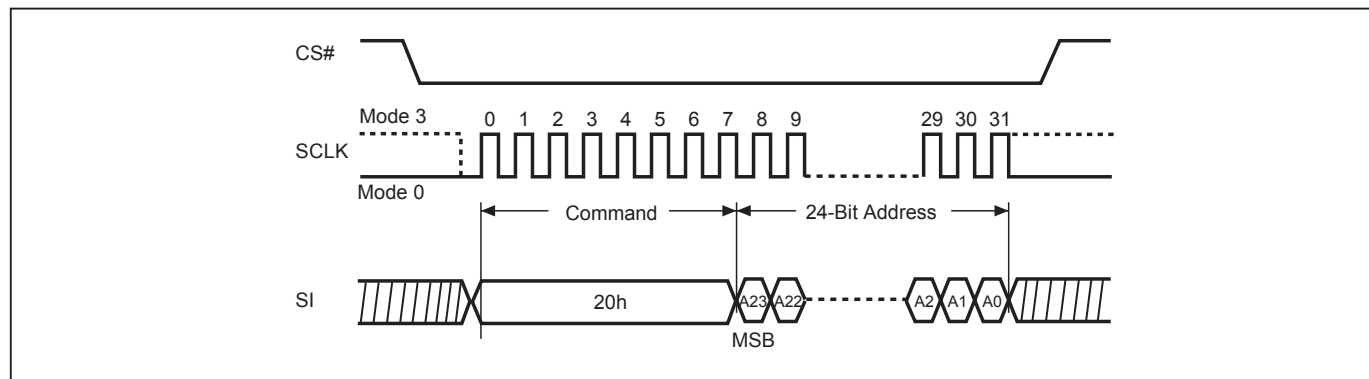 CS#
Mode 3
0 1 2 3 4 5 6 7 8 9 29 30 31
SCLK
Mode 0
Command 24-Bit Address
SI 20h A23 A22 A2 A1 A0
MSB